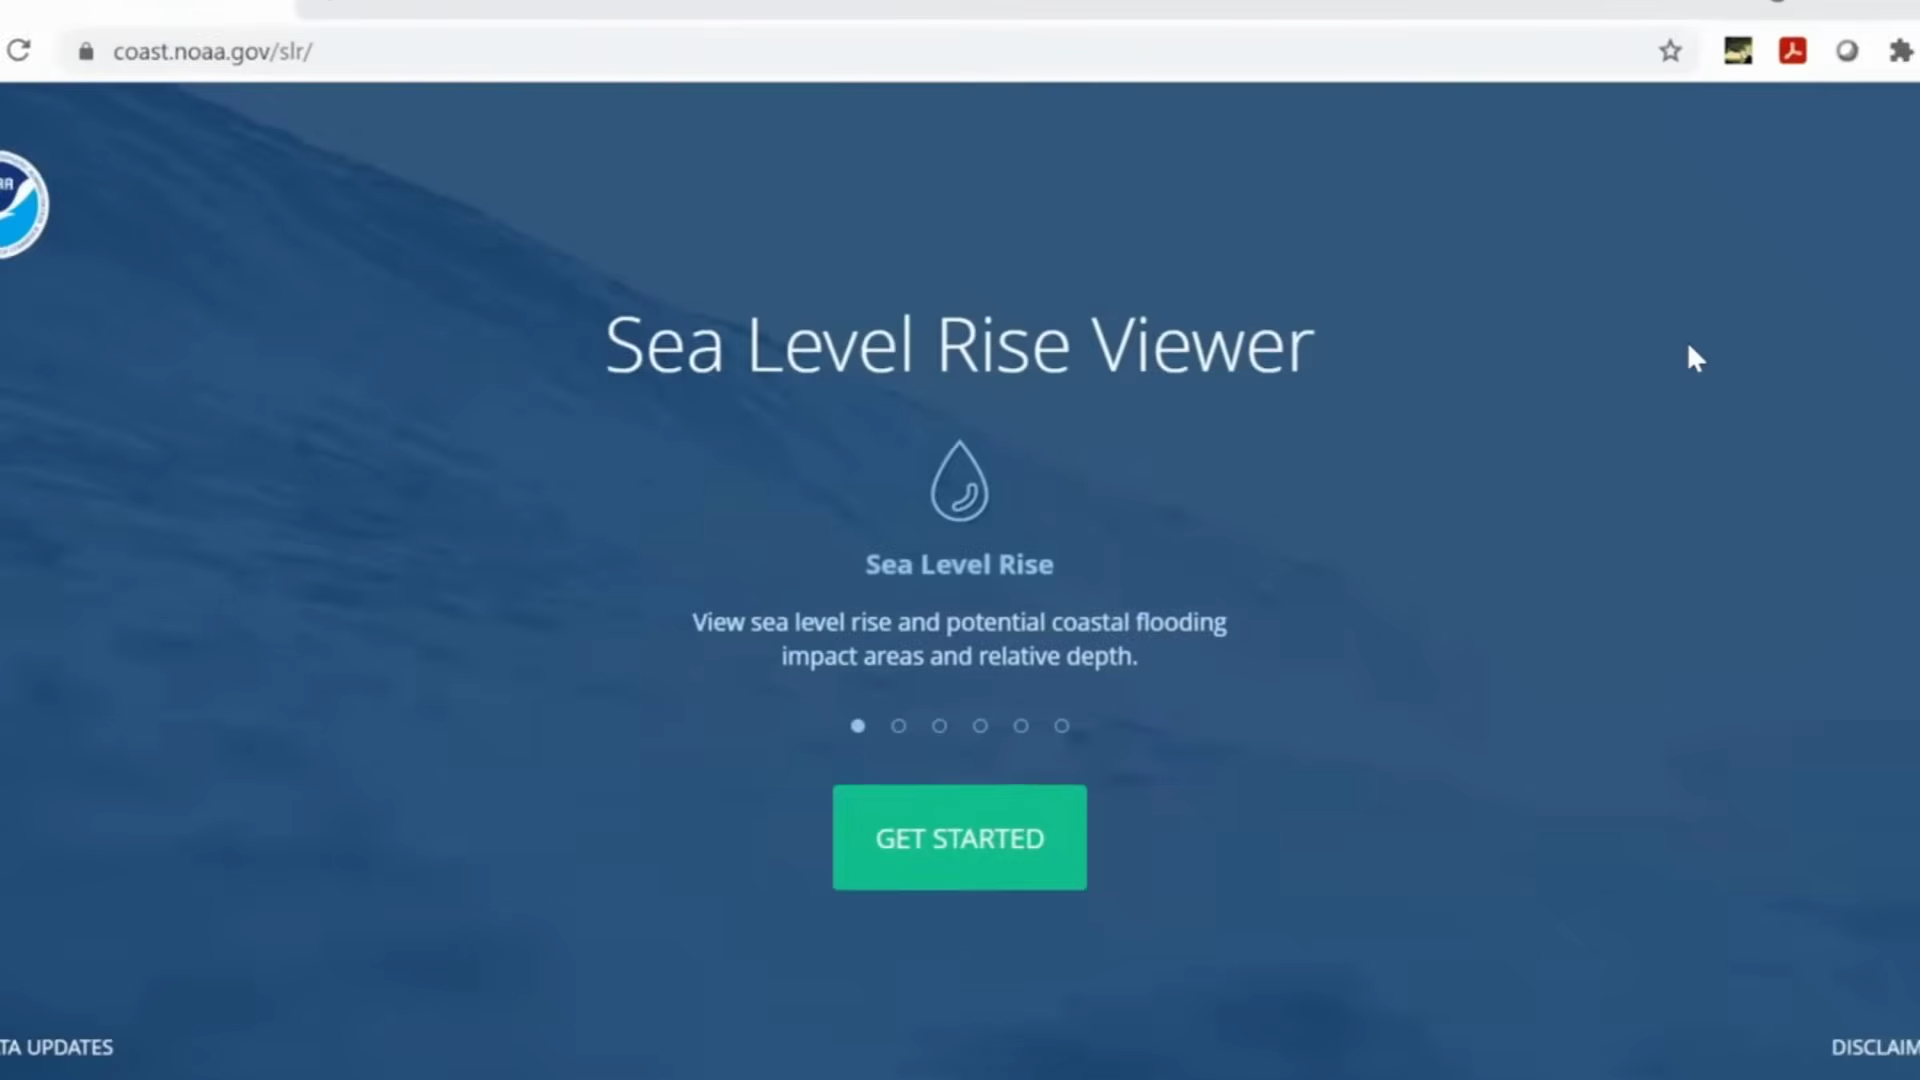 coast.noaa.gov/slr/
Sea Level Rise Viewer
Sea Level Rise
View sea level rise and potential coastal flooding
impact areas and relative depth.
GET STARTED
TA UPDATES
DISCLAIM